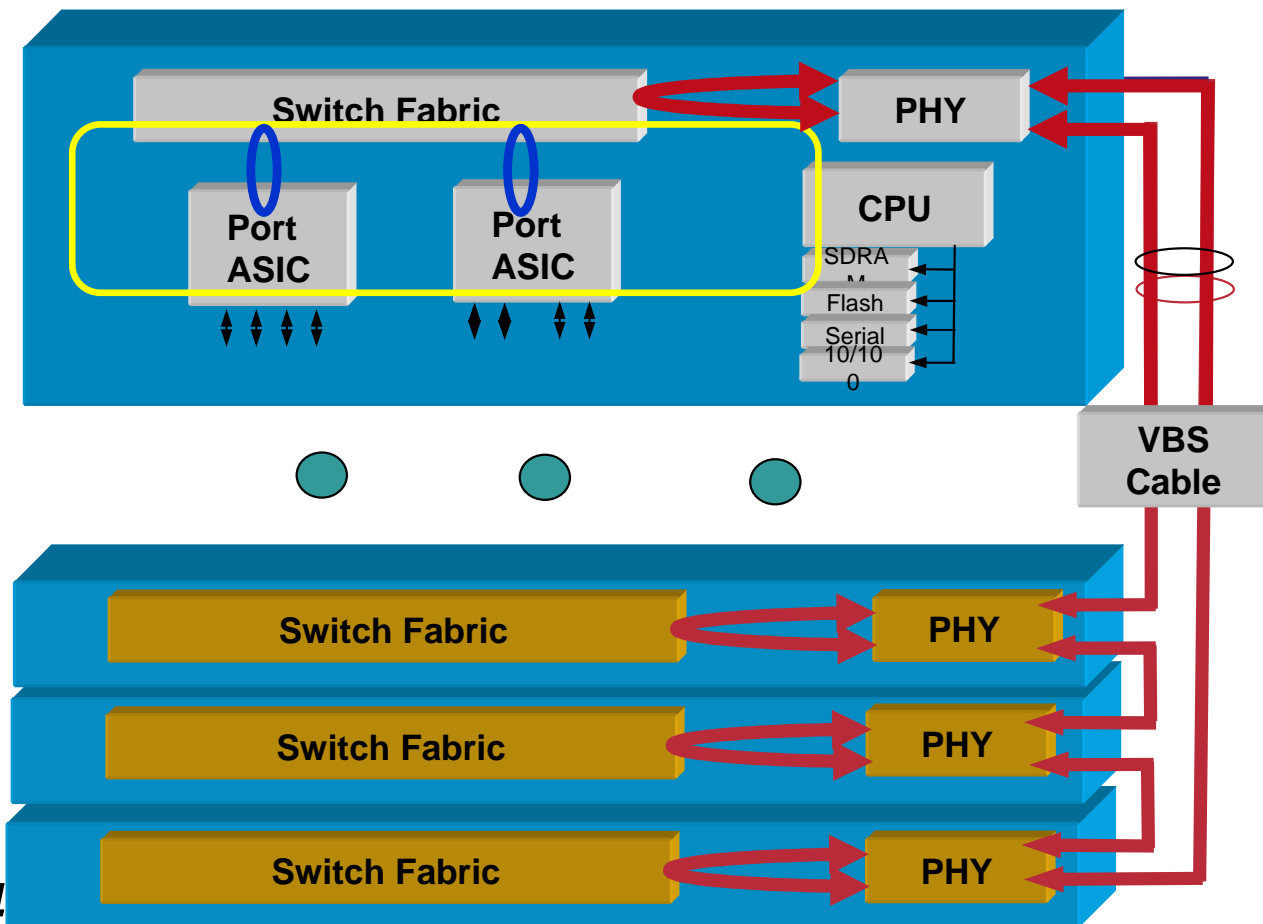 Switch Fabric
PHY
CPU
Port
ASIC
Port
ASIC
SDRA
M
Flash
Serial
10/10
0
VBS
Cable
Switch Fabric
PHY
Switch Fabric
PHY
Switch Fabric
PHY